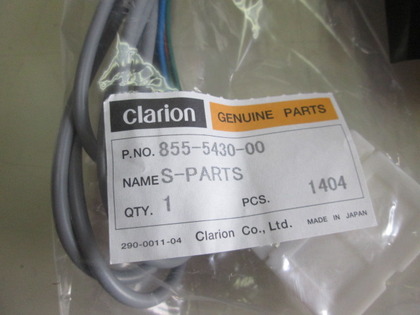 clarion GENUINE PARTS
P.NO. 855-5430-00
NAME S-PARTS
QTY. 1 PCS. 1404
290-0011-04 Clarion Co., Ltd. MADE IN JAPAN